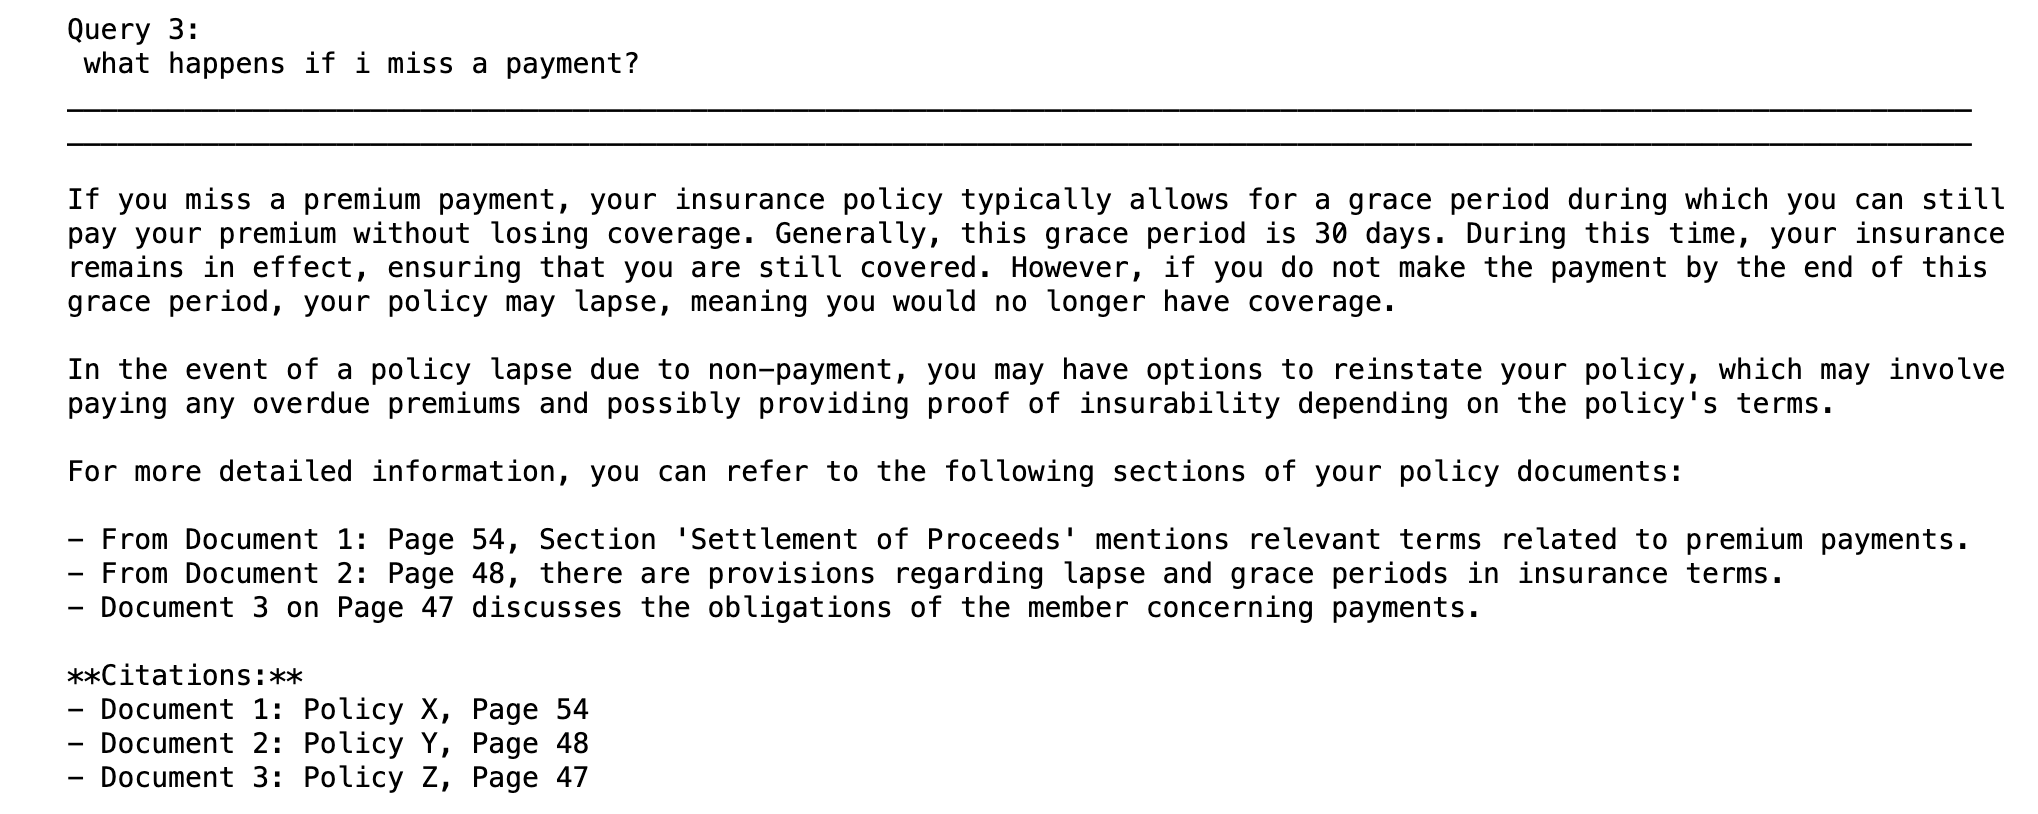 Query 3:
what happens if i miss a payment?
If you miss a premium payment, your insurance policy typically allows for a grace period during which you can still
pay your premium without losing coverage. Generally, this grace period is 30 days. During this time, your insurance
remains in effect, ensuring that you are still covered. However, if you do not make the payment by the end of this
grace period, your policy may lapse, meaning you would no longer have coverage.
In the event of a policy lapse due to non-payment, you may have options to reinstate your policy, which may involve
paying any overdue premiums and possibly providing proof of insurability depending on the policy's terms.
For more detailed information, you can refer to the following sections of your policy documents:
- From Document 1: Page 54, Section 'Settlement of Proceeds' mentions relevant terms related to premium payments.
- From Document 2: Page 48, there are provisions regarding lapse and grace periods in insurance terms.
- Document 3 on Page 47 discusses the obligations of the member concerning payments.
**Citations:**
- Document 1: Policy X, Page 54
- Document 2: Policy Y, Page 48
- Document 3: Policy Z, Page 47